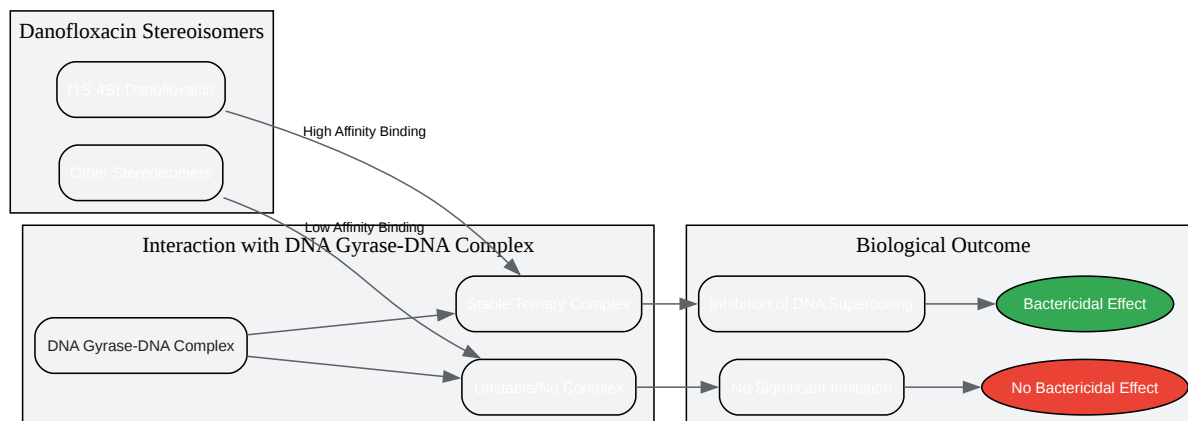 Danofloxacin Stereoisomers
(1S,4S)-Danofloxacin
Other Stereoisomers
High Affinity Binding
Low Affinity Binding
Interaction with DNA Gyrase-DNA Complex
DNA Gyrase-DNA Complex
Stable Ternary Complex
Unstable/No Complex
Biological Outcome
Inhibition of DNA Supercoiling
Bactericidal Effect
No Significant Inhibition
No Bactericidal Effect